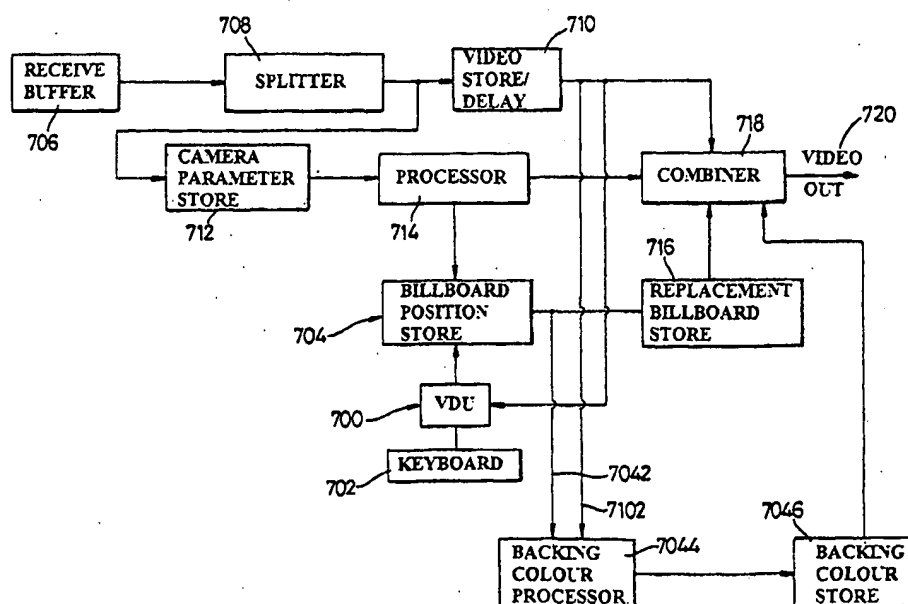 708
710
RECEIVE
BUFFER
706
SPLITTER
VIDEO
STORE/
DELAY
718
720
VIDEO
OUT
CAMERA
PARAMETER
STORE
712
PROCESSOR
714
COMBINER
716
704
BILLBOARD
POSITION
STORE
REPLACEMENT
BILLBOARD
STORE
700
VDU
702
KEYBOARD
7042
7102
7044
7046
BACKING
COLOUR
PROCESSOR
BACKING
COLOUR
STORE